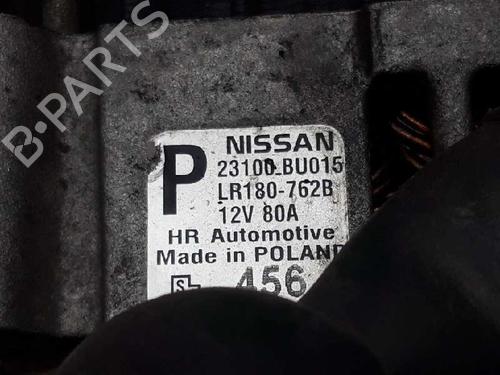 B-PARTS
P
NISSAN
23100-BU015
LR180-762B
12V 80A
HR Automotive
Made in POLAND
456